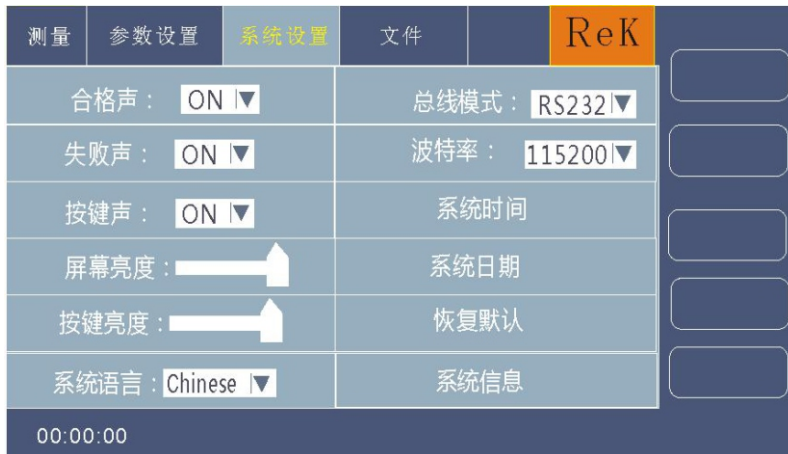 测量 参数设置 系统设置 文件 ReK
合格声： ON 总线模式： RS232
失败声： ON 波特率： 115200
按键声： ON 系统时间
屏幕亮度： 系统日期
按键亮度： 恢复默认
系统语言：Chinese 系统信息
00:00:00